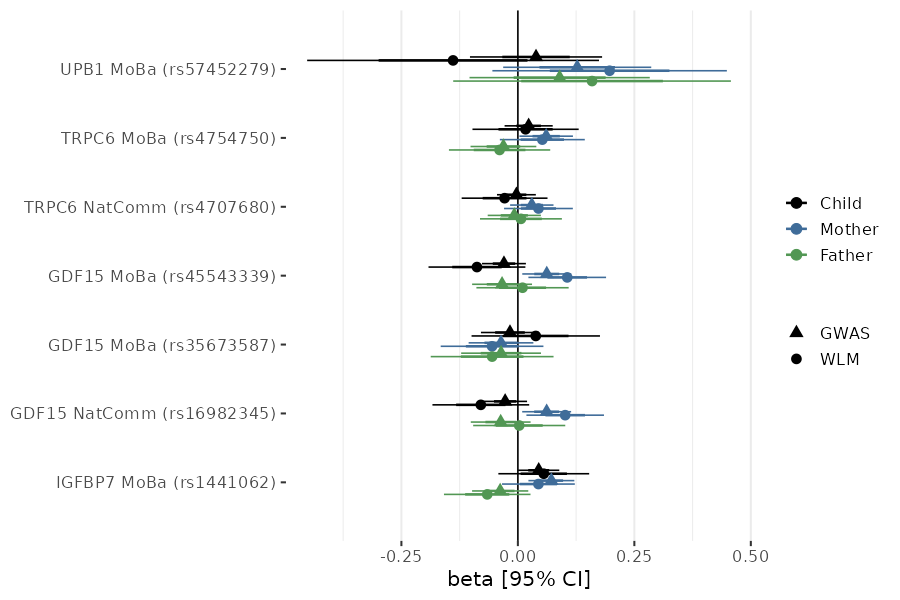 UPB1 MoBa (rs57452279)
TRPC6 MoBa (rs4754750)
TRPC6 NatComm (rs4707680)
GDF15 MoBa (rs45543339)
GDF15 MoBa (rs35673587)
GDF15 NatComm (rs16982345)
IGFBP7 MoBa (rs1441062)
-0.25 0.00 0.25 0.50
beta [95% CI]
Child
Mother
Father
GWAS
WLM